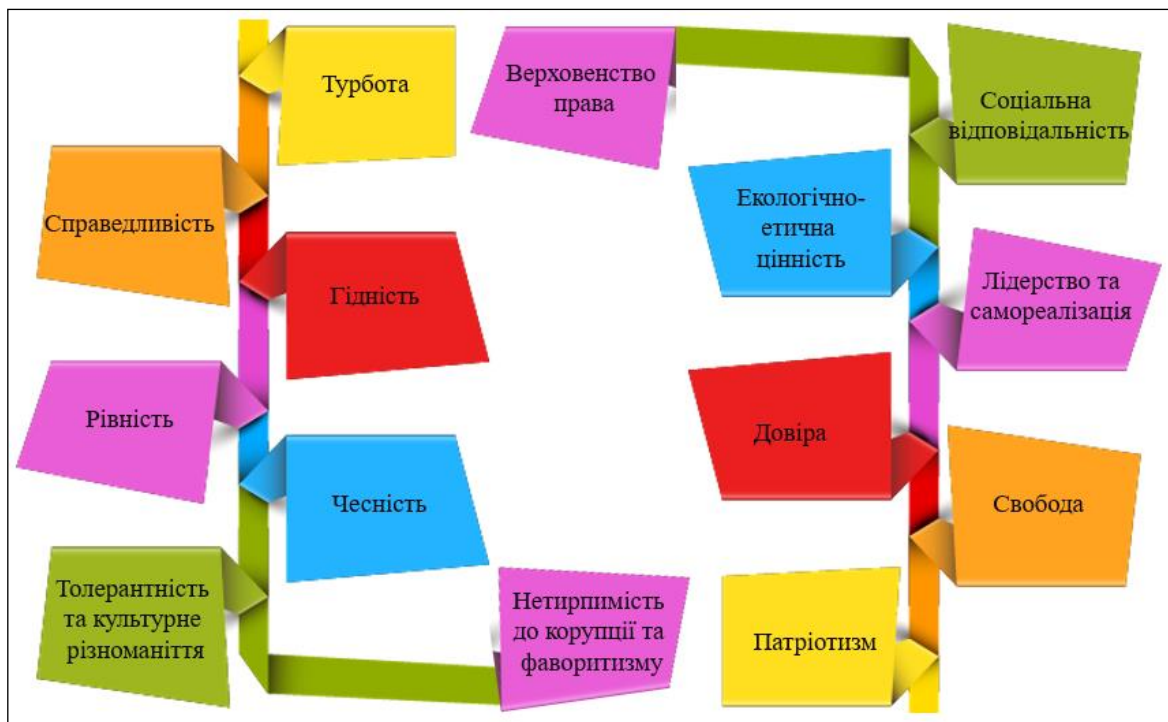 Турбота
Справедливість
Гідність
Рівність
Чесність
Толерантність
та культурне
різноманіття
Нетирпимість
до корупції та
фаворитизму
Верховенство
права
Соціальна
відповідальність
Екологічно-
етична
цінність
Лідерство та
самореалізація
Довіра
Свобода
Патріотизм